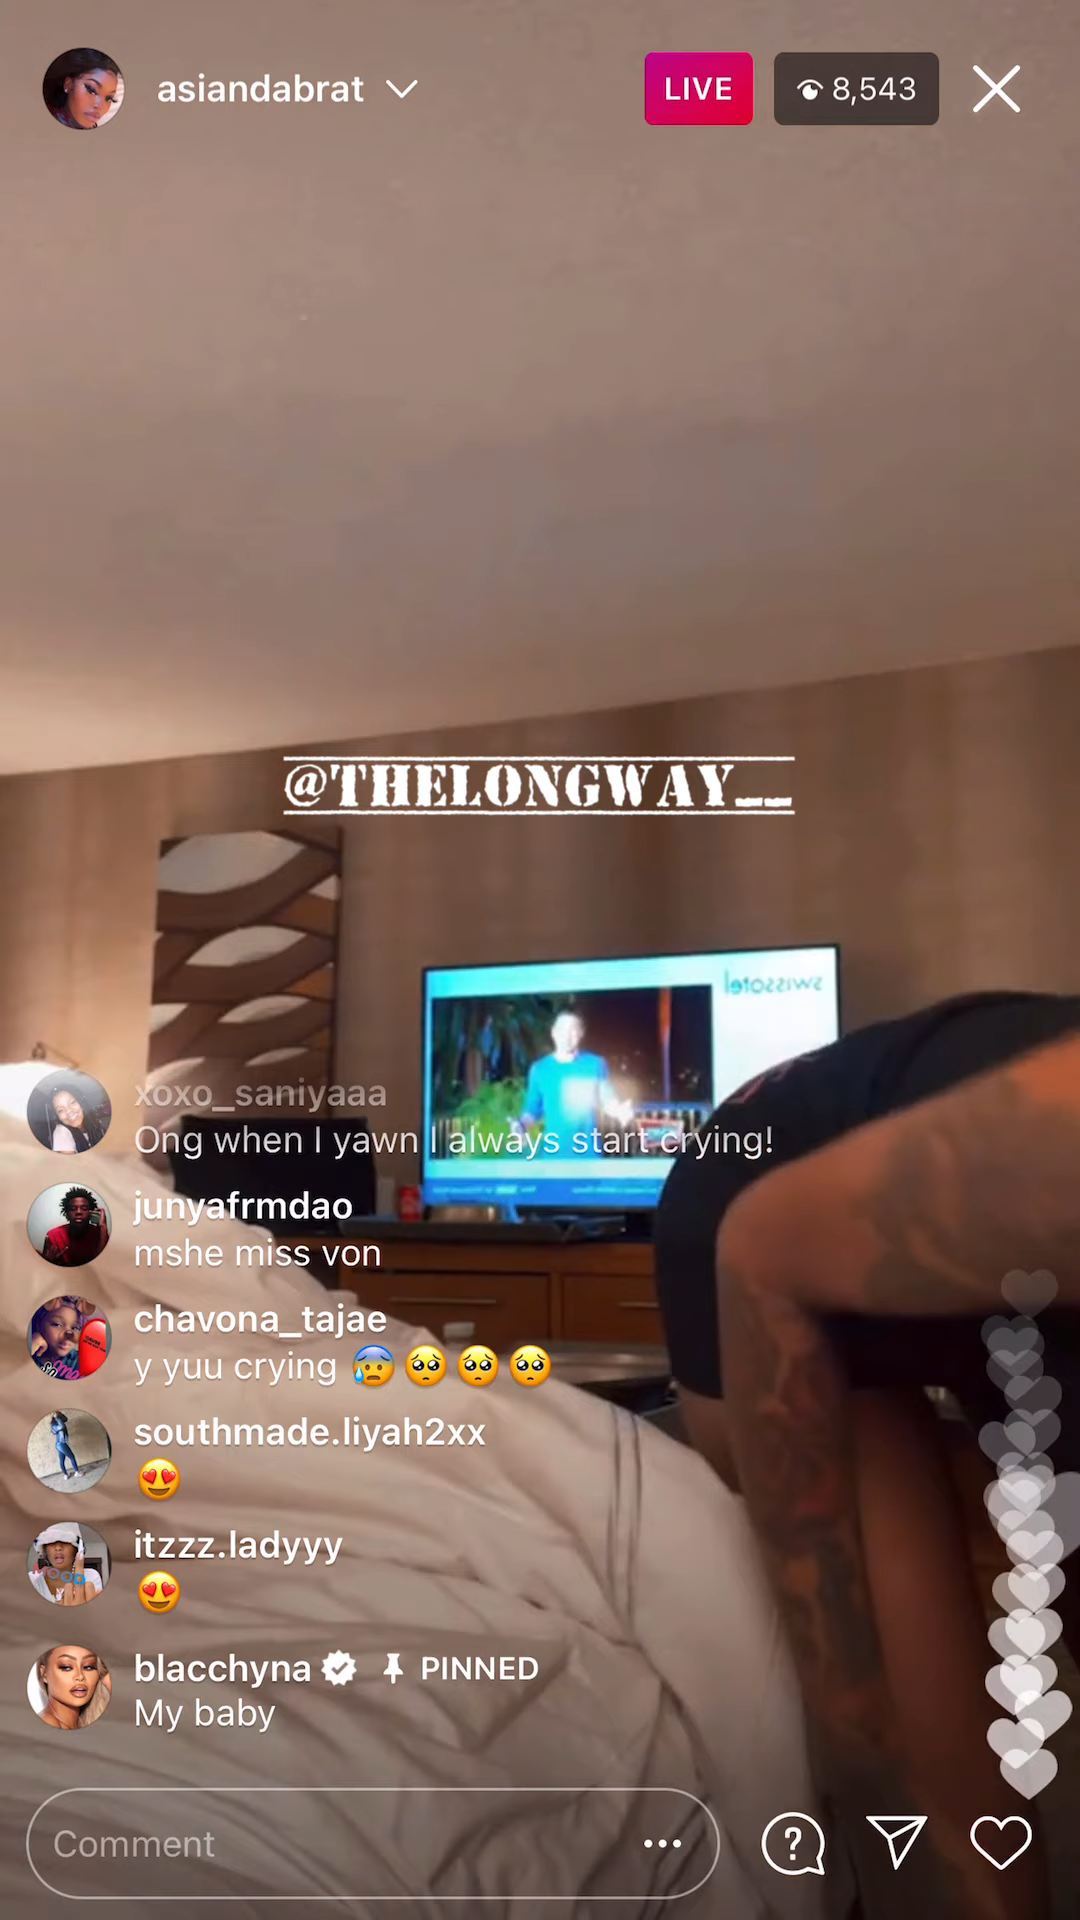 asiandabrat
LIVE
8,543
@THELONGWAY__
swissotel
xoxo_saniyaaa
Ong when I yawn I always start crying!
junyafrmdao
mshe miss von
chavona_tajae
y yuu crying 😰🥺🥺🥺
southmade.liyah2xx
😍
itzzz.ladyyy
😍
blacchyna PINNED
My baby
Comment